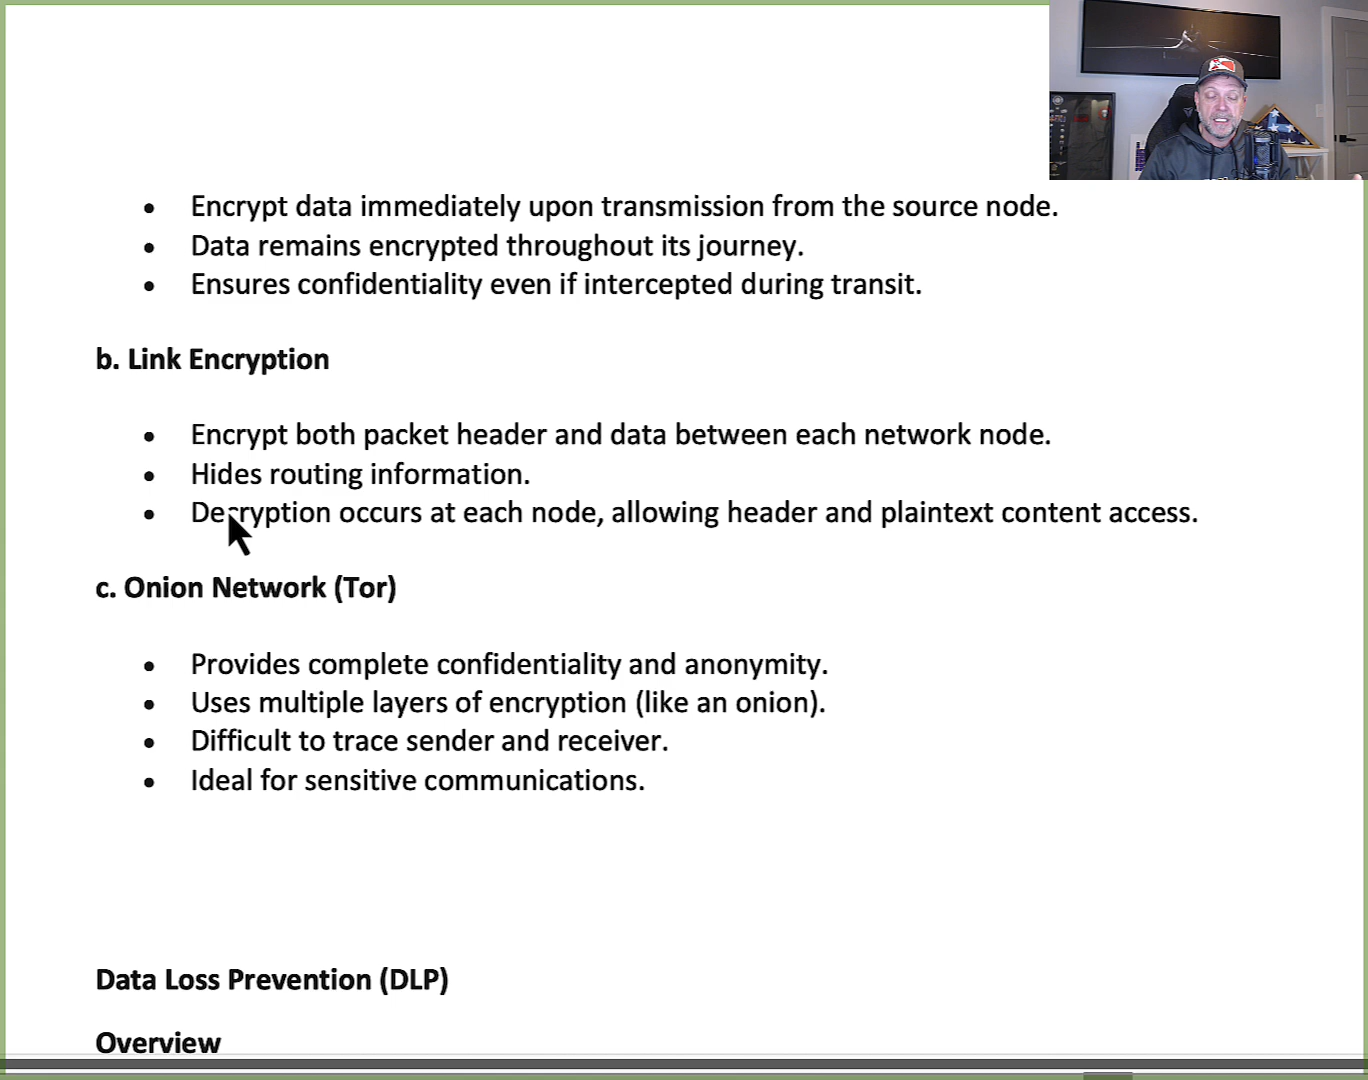 Encrypt data immediately upon transmission from the source node.
Data remains encrypted throughout its journey.
Ensures confidentiality even if intercepted during transit.
b. Link Encryption
Encrypt both packet header and data between each network node.
Hides routing information.
Decryption occurs at each node, allowing header and plaintext content access.
c. Onion Network (Tor)
Provides complete confidentiality and anonymity.
Uses multiple layers of encryption (like an onion).
Difficult to trace sender and receiver.
Ideal for sensitive communications.
Data Loss Prevention (DLP)
Overview